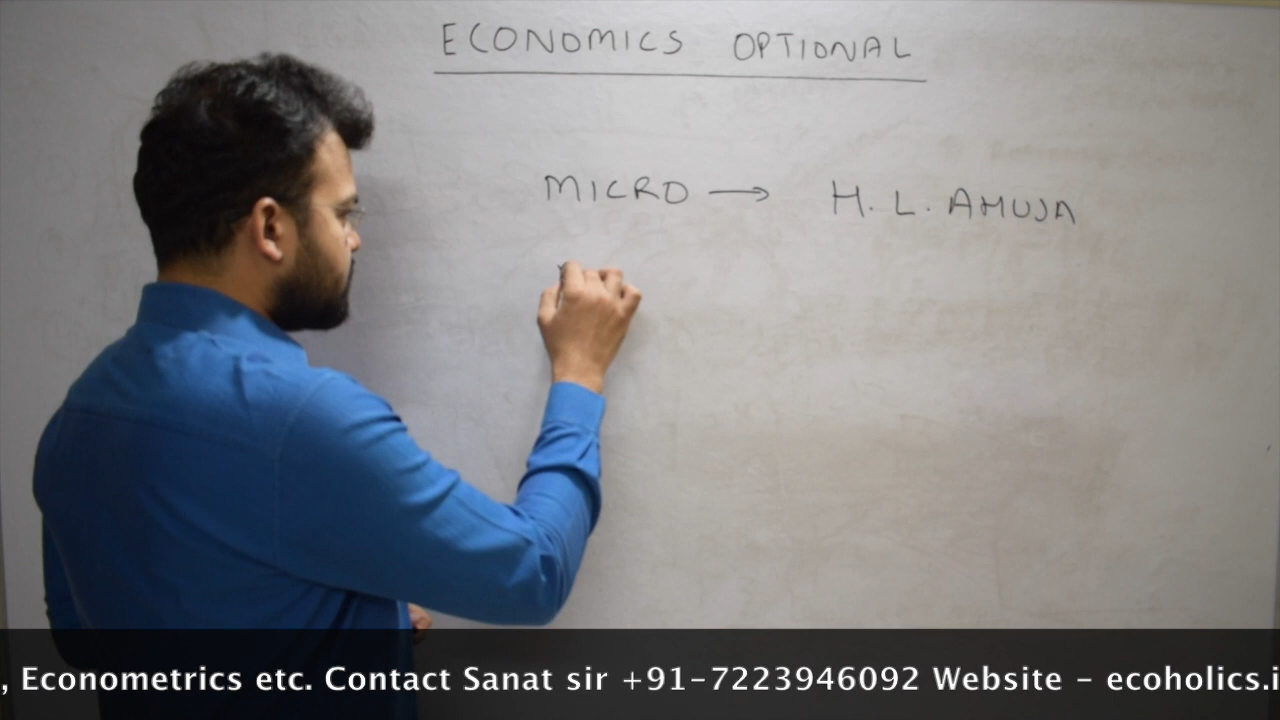 ECONOMICS OPTIONAL
MICRO → H. L. AHUJA
, Econometrics etc. Contact Sanat sir +91-7223946092 Website - ecoholics.i